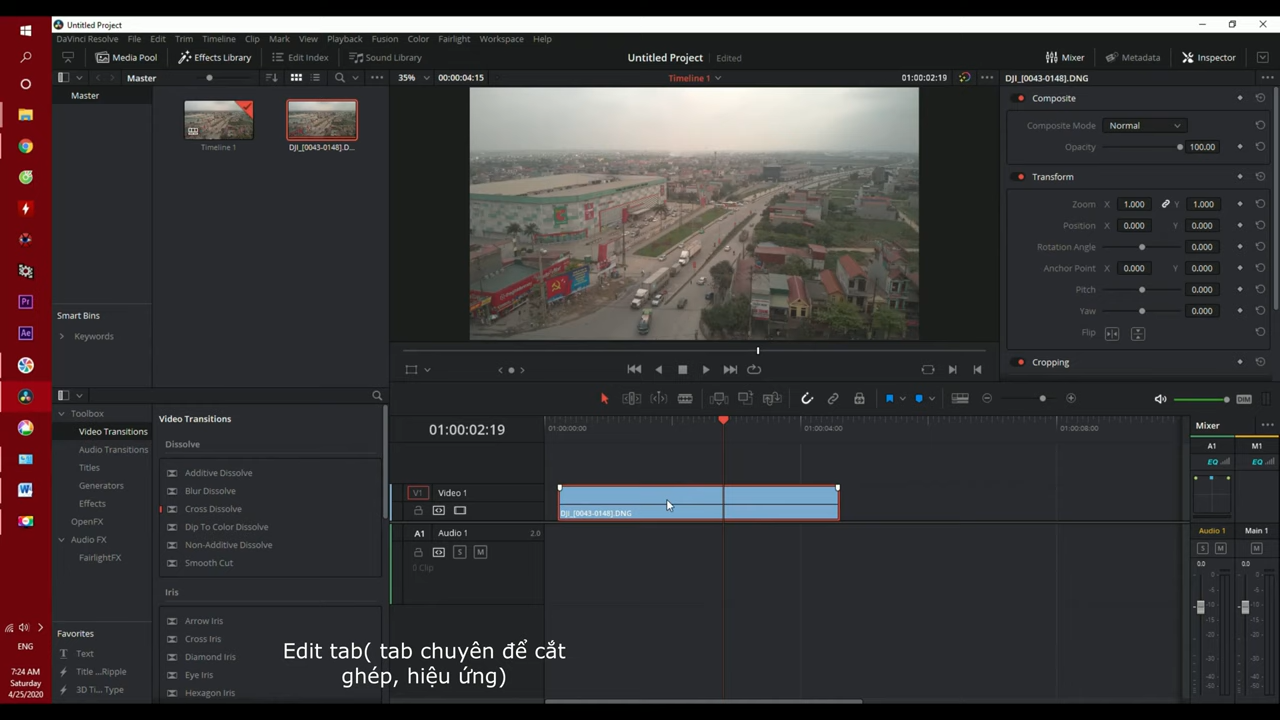 Untitled Project
DaVinci Resolve File Edit Trim Timeline Clip Mark View Playback Fusion Color Fairlight Workspace Help
Media Pool Effects Library Edit Index Sound Library Untitled Project Edited Mixer Metadata Inspector
Master 35% 00:00:04:15 Timeline 1 01:00:02:19 DJI_[0043-0148].DNG
Master
Timeline 1 DJI_[0043-0148].D...
Composite
Composite Mode Normal
Opacity 100.00
Transform
Zoom X 1.000 Y 1.000
Position X 0.000 Y 0.000
Rotation Angle 0.000
Anchor Point X 0.000 Y 0.000
Pitch 0.000
Yaw 0.000
Flip
Cropping
Smart Bins
Keywords
Toolbox
Video Transitions
Audio Transitions
Titles
Generators
Effects
OpenFX
Audio FX
FairlightFX
Favorites
Text
Title ...Ripple
3D Ti...Type
Video Transitions
Dissolve
Additive Dissolve
Blur Dissolve
Cross Dissolve
Dip To Color Dissolve
Non-Additive Dissolve
Smooth Cut
Iris
Arrow Iris
Cross Iris
Diamond Iris
Eye Iris
Hexagon Iris
DIM
01:00:02:19 01:00:00:00 01:00:04:00 01:00:08:00
V1 Video 1
DJI_[0043-0148].DNG
A1 Audio 1 2.0
S M
0 Clip
Mixer
A1 M1
EQ EQ
Audio 1 Main 1
S M M
0.0 0.0
Pr
Ae
ENG
7:24 AM
Saturday
4/25/2020
Edit tab( tab chuyên để cắt
ghép, hiệu ứng)